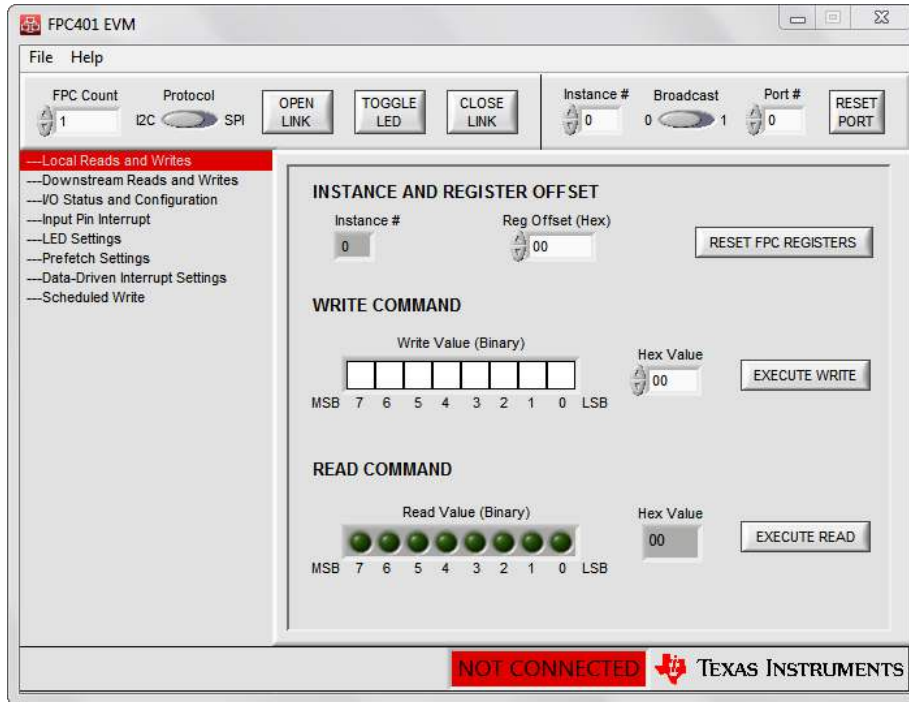 FPC401 EVM
File Help
FPC Count Protocol Instance # Broadcast Port #
1 I2C SPI OPEN LINK TOGGLE LED CLOSE LINK 0 0 1 0 RESET PORT
---Local Reads and Writes
---Downstream Reads and Writes
---I/O Status and Configuration
---Input Pin Interrupt
---LED Settings
---Prefetch Settings
---Data-Driven Interrupt Settings
---Scheduled Write
INSTANCE AND REGISTER OFFSET
Instance # Reg Offset (Hex)
0 00 RESET FPC REGISTERS
WRITE COMMAND
Write Value (Binary) Hex Value
00 EXECUTE WRITE
MSB 7 6 5 4 3 2 1 0 LSB
READ COMMAND
Read Value (Binary) Hex Value
00 EXECUTE READ
MSB 7 6 5 4 3 2 1 0 LSB
NOT CONNECTED TEXAS INSTRUMENTS